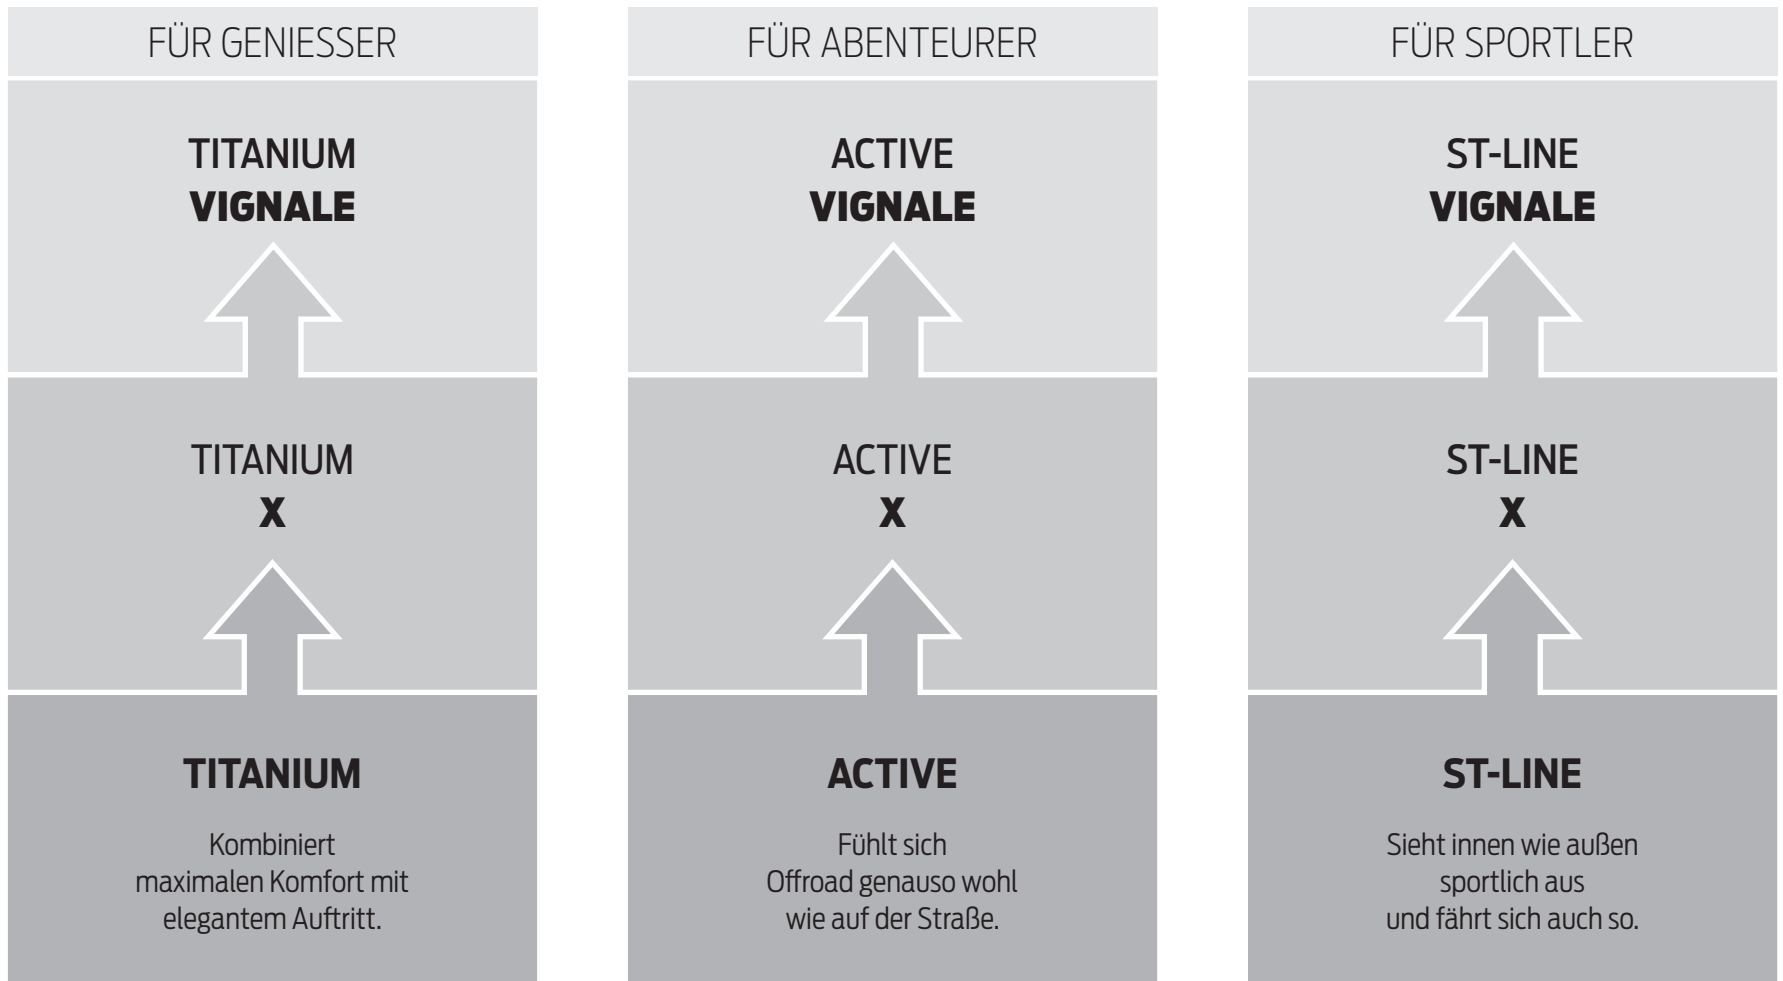 FÜR GENIESSER
TITANIUM
VIGNALE
TITANIUM
X
TITANIUM
Kombiniert
maximalen Komfort mit
elegantem Auftritt.
FÜR ABENTEURER
ACTIVE
VIGNALE
ACTIVE
X
ACTIVE
Fühlt sich
Offroad genauso wohl
wie auf der Straße.
FÜR SPORTLER
ST-LINE
VIGNALE
ST-LINE
X
ST-LINE
Sieht innen wie außen
sportlich aus
und fährt sich auch so.